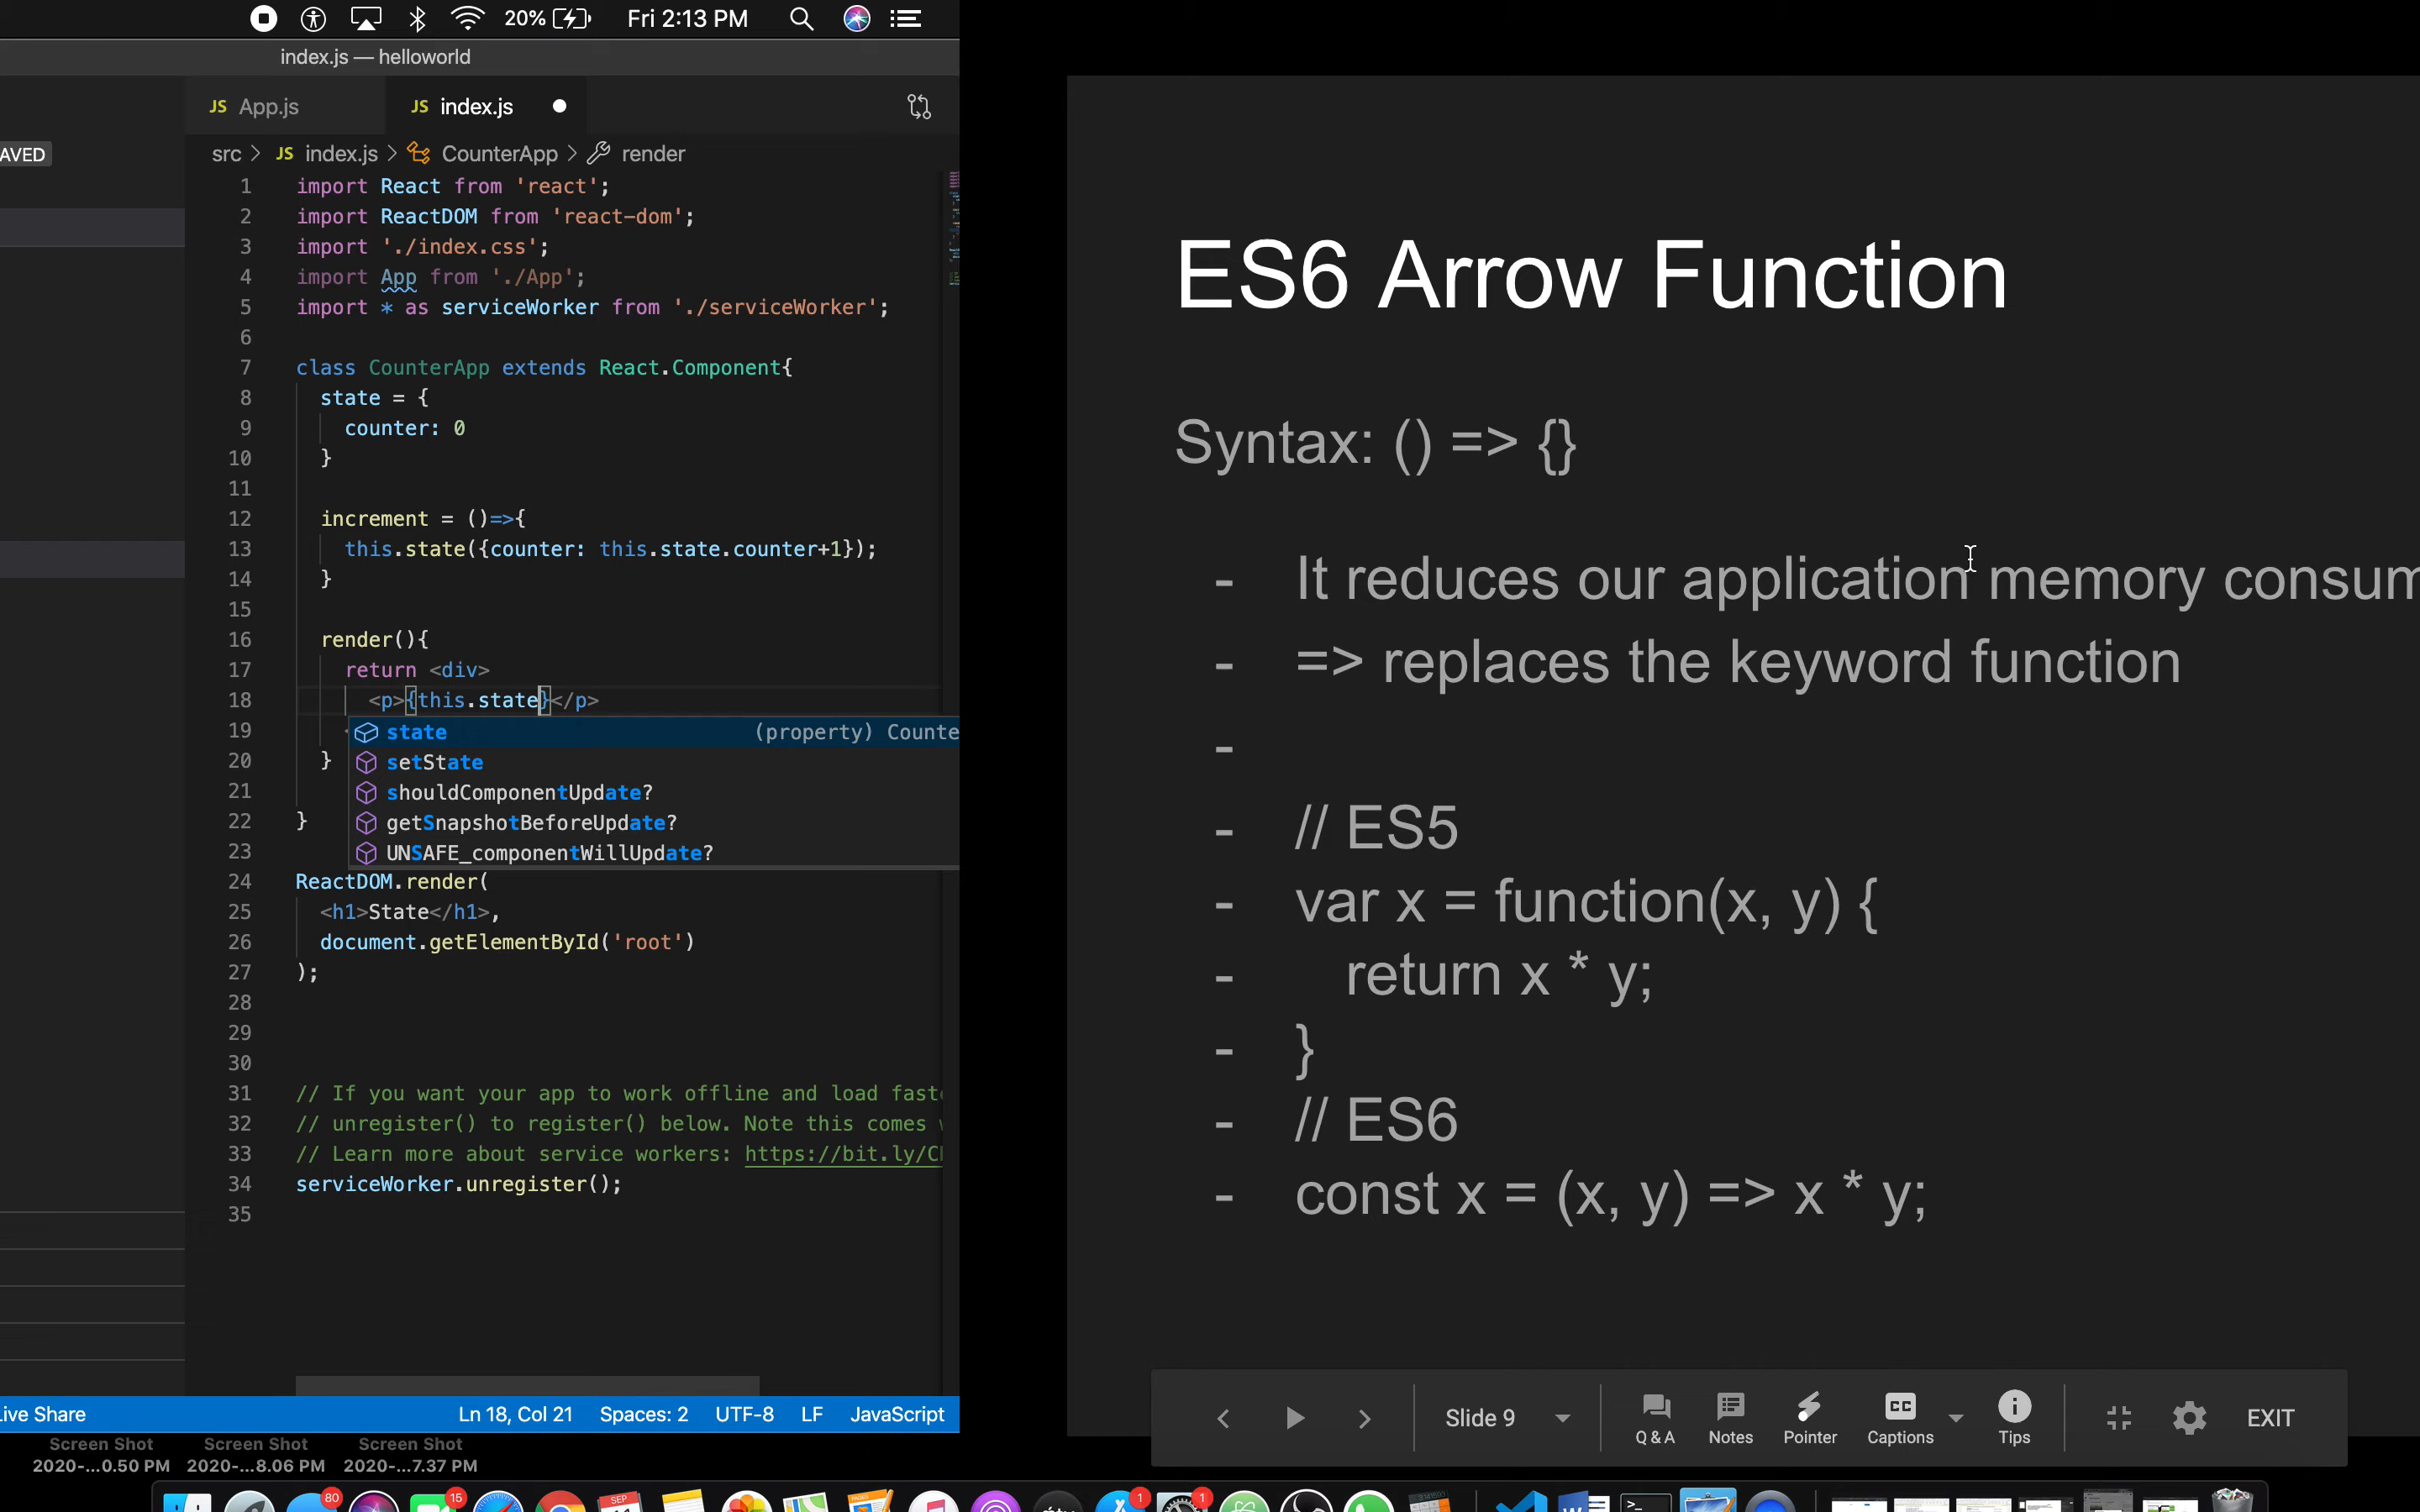 20% Fri 2:13 PM
index.js — helloworld
JS App.js JS index.js
AVED
src > JS index.js > CounterApp > render
1 import React from 'react';
2 import ReactDOM from 'react-dom';
3 import './index.css';
4 import App from './App';
5 import * as serviceWorker from './serviceWorker';
6
7 class CounterApp extends React.Component{
8 state = {
9 counter: 0
10 }
11
12 increment = ()=>{
13 this.state({counter: this.state.counter+1});
14 }
15
16 render(){
17 return <div>
18 <p>{this.state}</p>
19 state (property) Counte
20 } setState
21 shouldComponentUpdate?
22 } getSnapshotBeforeUpdate?
23 UNSAFE_componentWillUpdate?
24 ReactDOM.render(
25 <h1>State</h1>,
26 document.getElementById('root')
27 );
28
29
30
31 // If you want your app to work offline and load fast
32 // unregister() to register() below. Note this comes
33 // Learn more about service workers: https://bit.ly/C
34 serviceWorker.unregister();
35
ive Share Ln 18, Col 21 Spaces: 2 UTF-8 LF JavaScript
Screen Shot Screen Shot Screen Shot
2020-...0.50 PM 2020-...8.06 PM 2020-...7.37 PM
ES6 Arrow Function
Syntax: () => {}
- It reduces our application memory consum
- => replaces the keyword function
-
- // ES5
- var x = function(x, y) {
- return x * y;
- }
- // ES6
- const x = (x, y) => x * y;
Slide 9 Q & A Notes Pointer CC Captions Tips EXIT
80 15 SEP 1 1